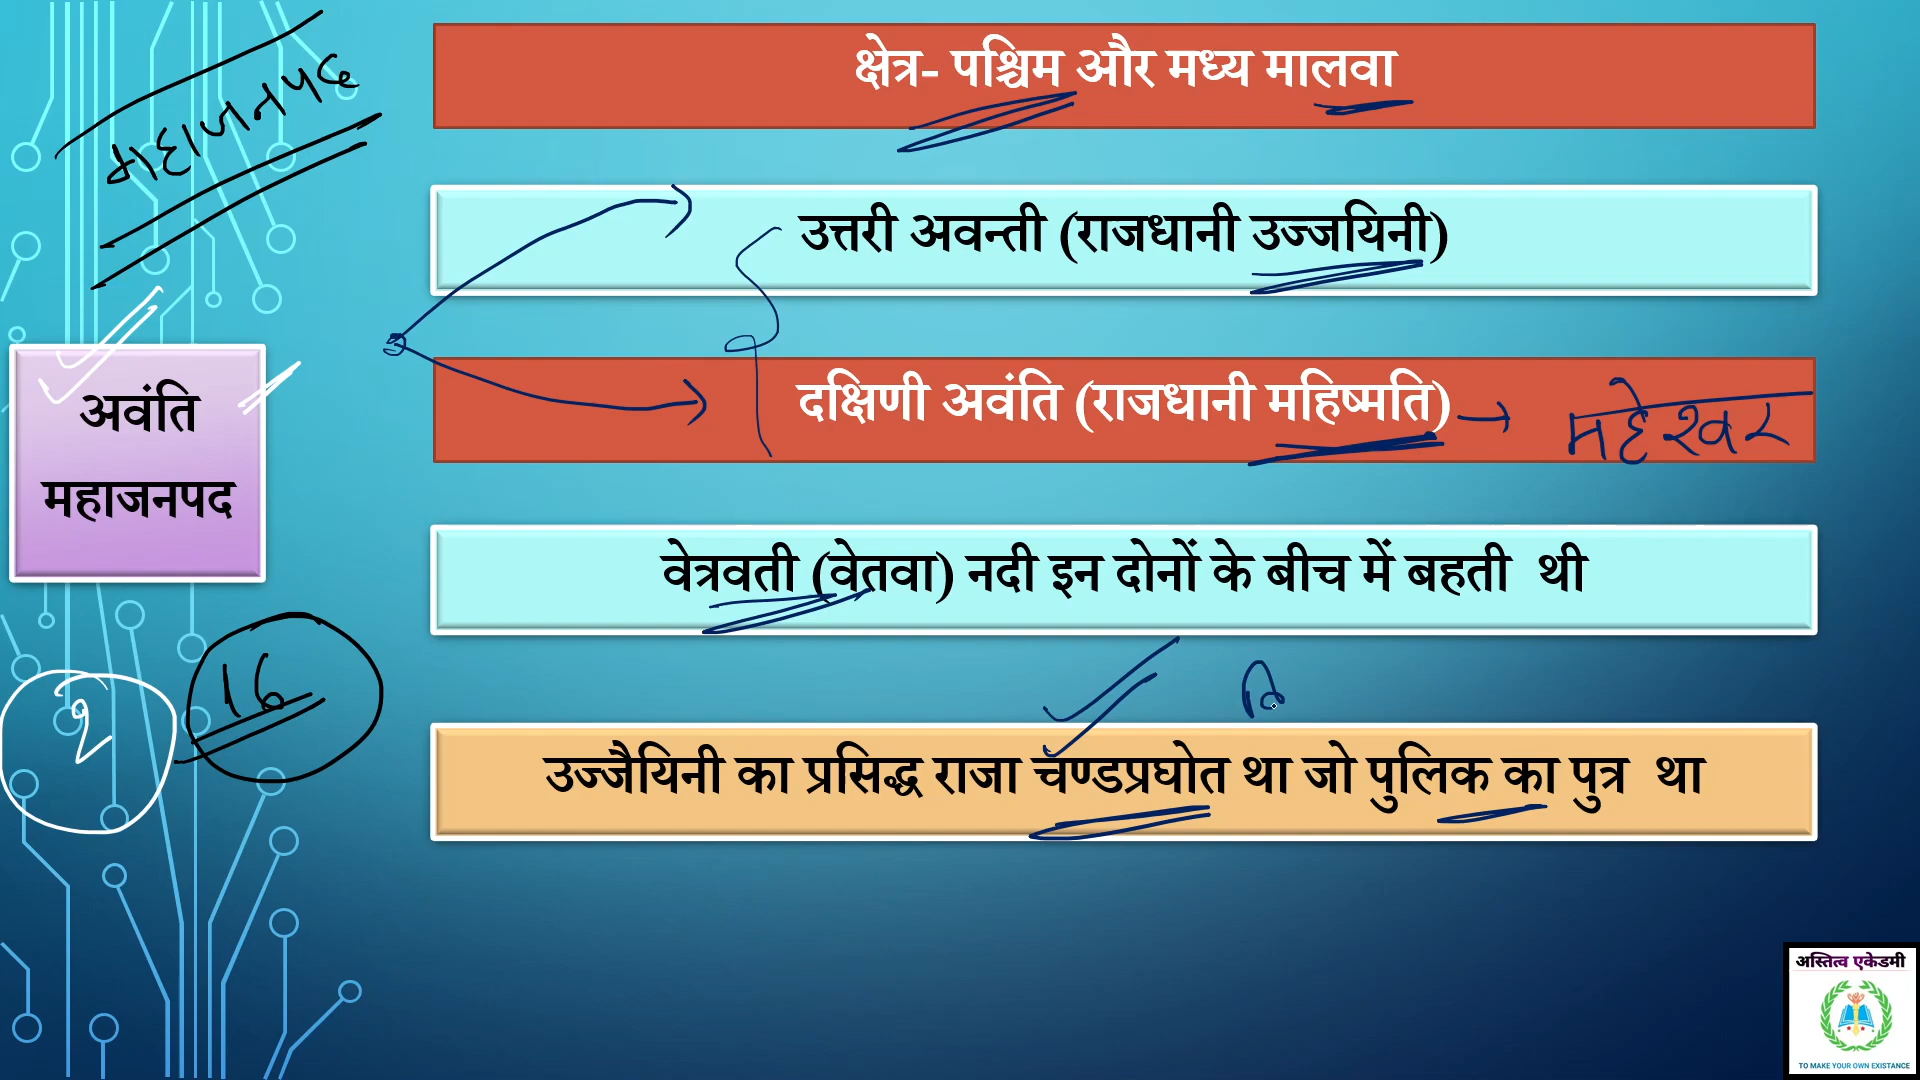 महाजनपद
क्षेत्र- पश्चिम और मध्य मालवा
उत्तरी अवन्ती (राजधानी उज्जयिनी)
अवंति
महाजनपद
दक्षिणी अवंति (राजधानी महिष्मति)
महेश्वर
वेत्रवती (वेतवा) नदी इन दोनों के बीच में बहती थी
16
2
उज्जैयिनी का प्रसिद्ध राजा चण्डप्रघोत था जो पुलिक का पुत्र था
अस्तित्व एकेडमी
TO MAKE YOUR OWN EXISTANCE